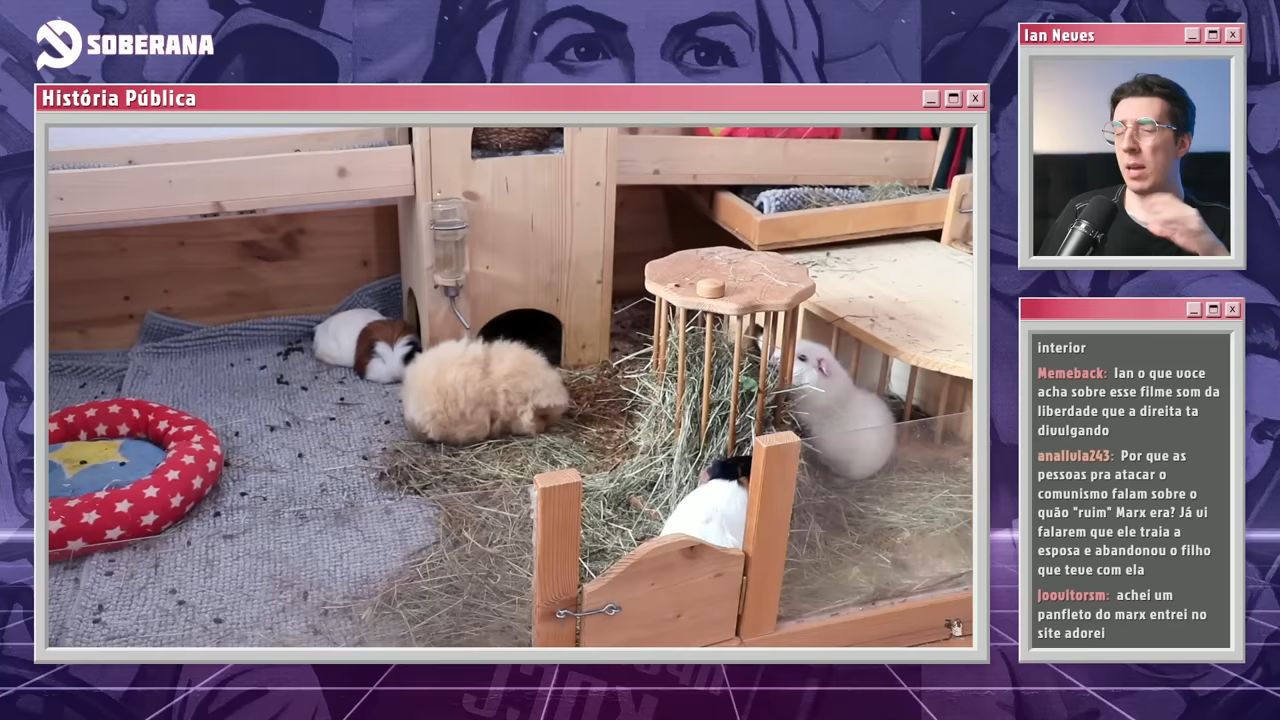 SOBERANA
História Pública
Ian Neves
interior
Memeback: Ian o que voce
acha sobre esse filme som da
liberdade que a direita ta
divulgando
anallula243: Por que as
pessoas pra atacar o
comunismo falam sobre o
quão "ruim" Marx era? Já vi
falarem que ele traia a
esposa e abandonou o filho
que teve com ela
Joovitorsm: achei um
panfleto do marx entrei no
site adorei